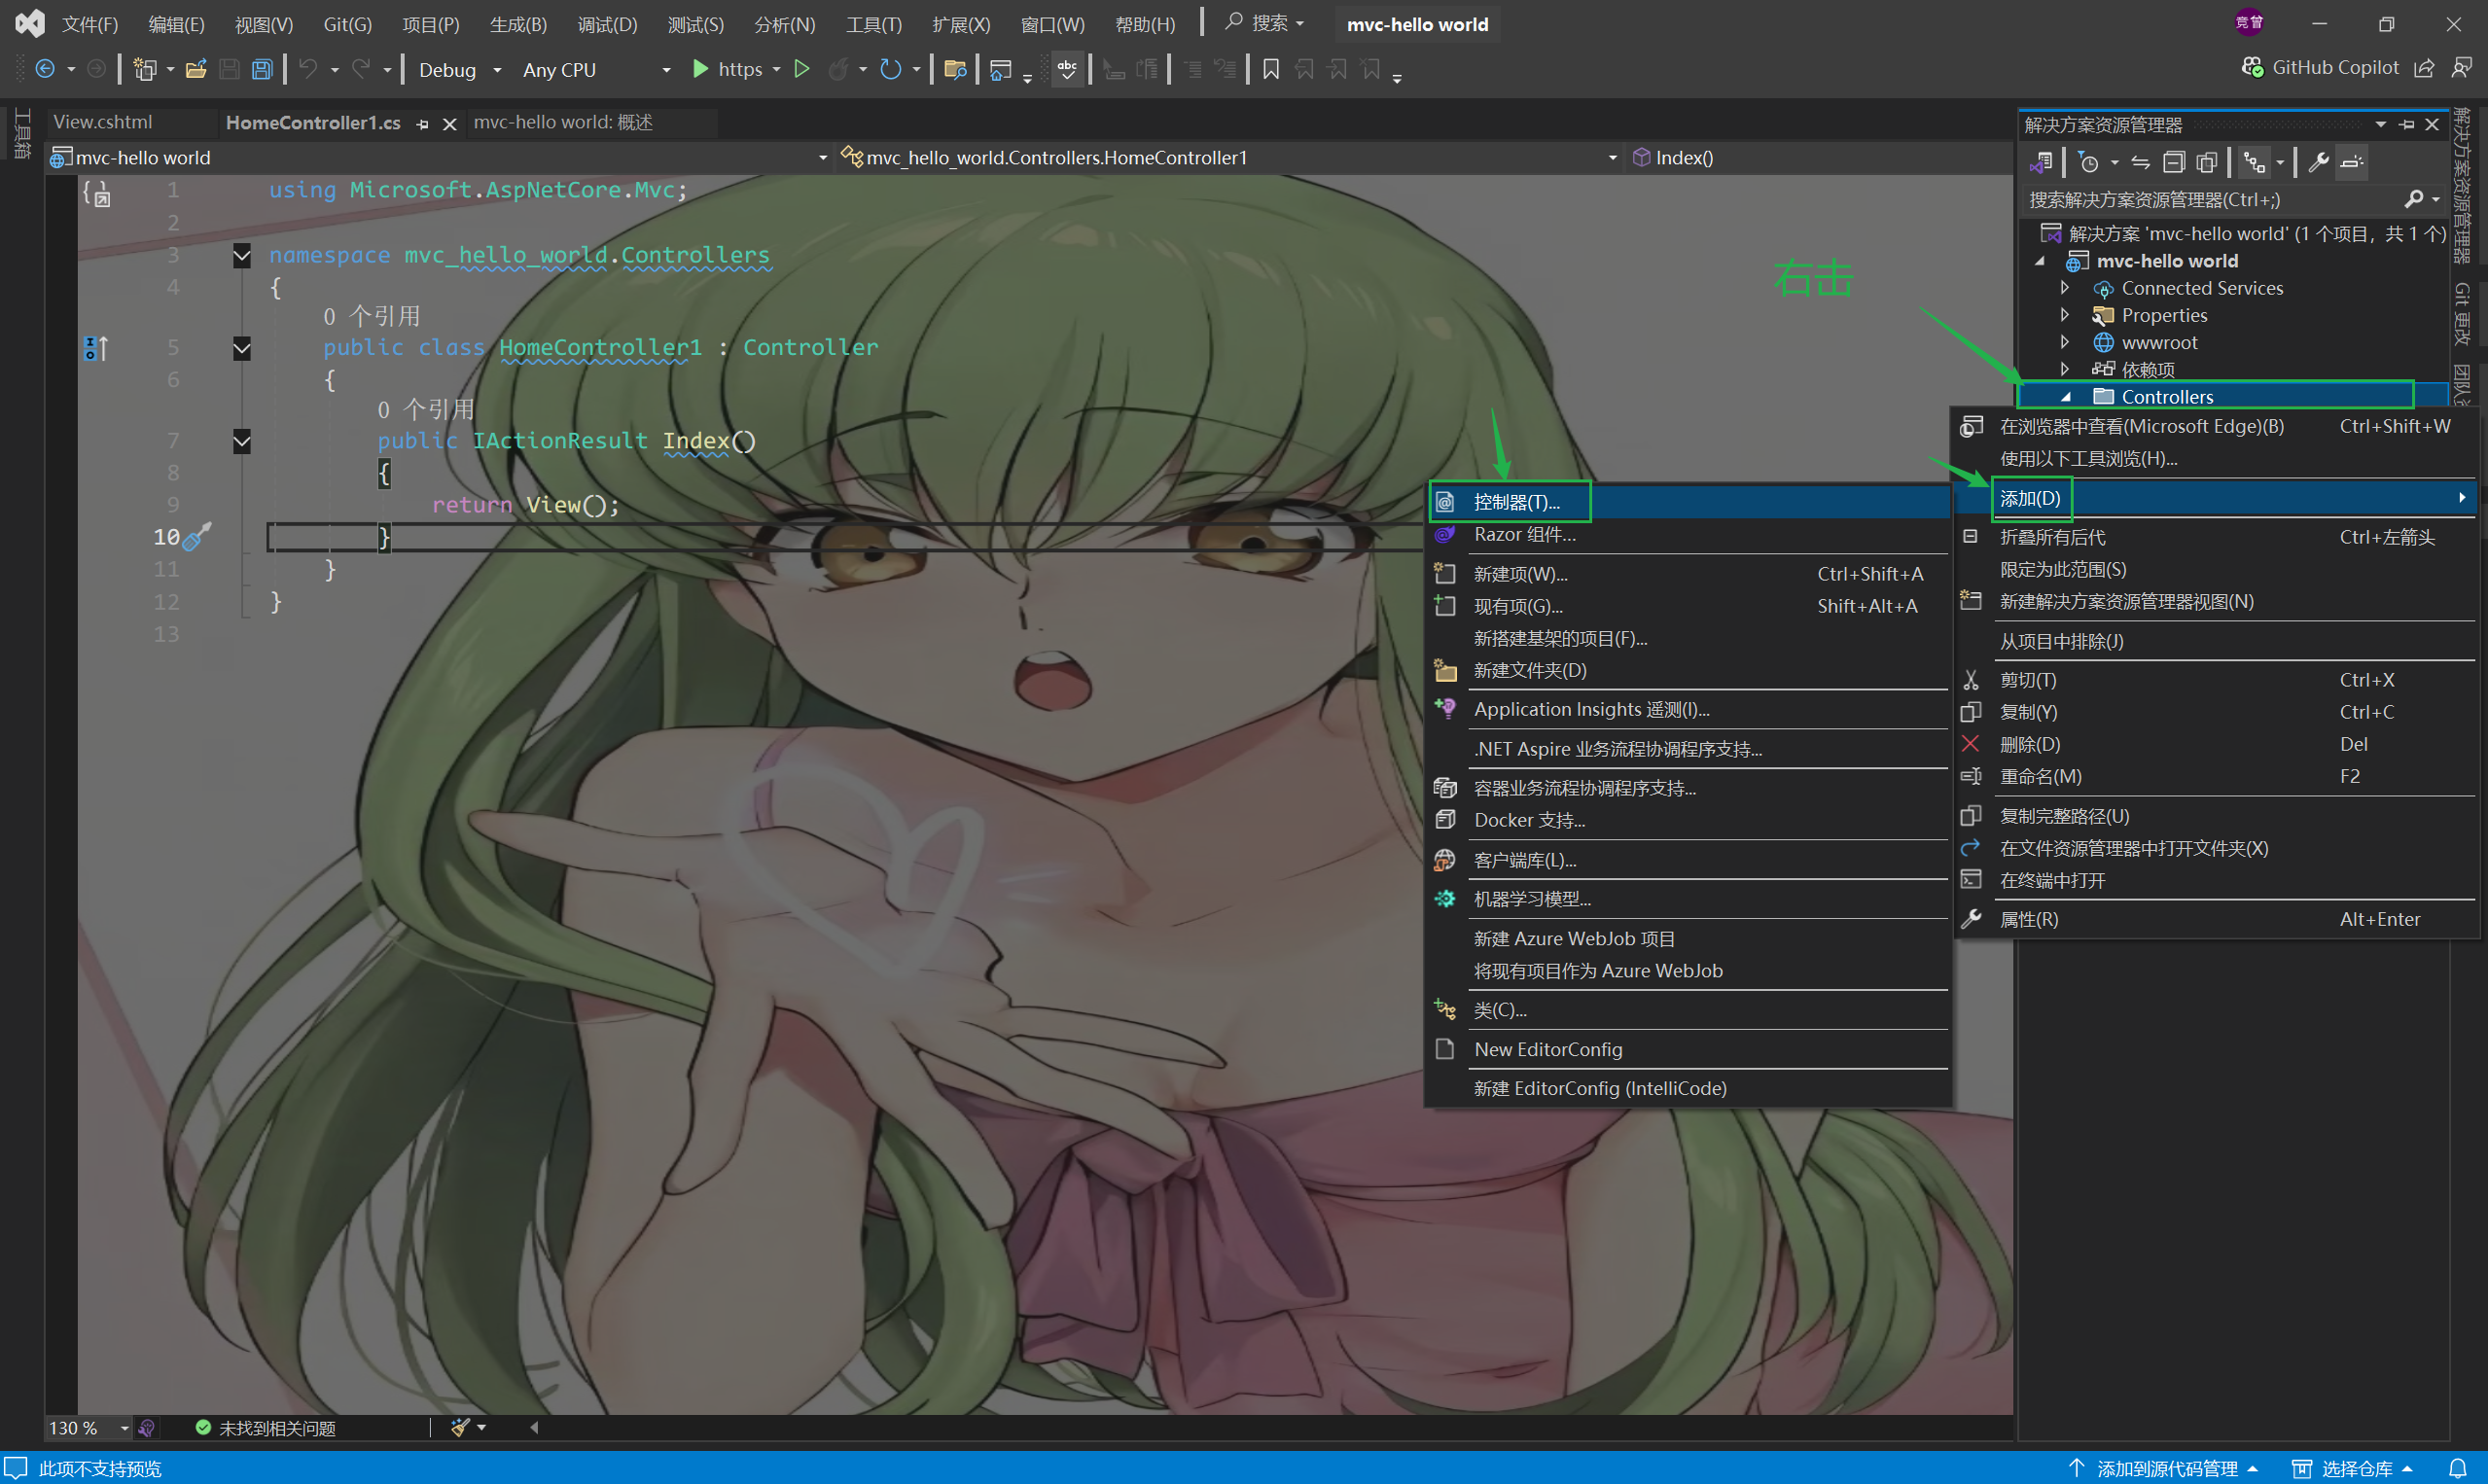 文件(F) 编辑(E) 视图(V) Git(G) 项目(P) 生成(B) 调试(D) 测试(S) 分析(N) 工具(T) 扩展(X) 窗口(W) 帮助(H) 搜索 mvc-hello world 竞曾
Debug Any CPU https abc GitHub Copilot
工具箱
View.cshtml HomeController1.cs mvc-hello world: 概述
mvc-hello world mvc_hello_world.Controllers.HomeController1 Index()
1 using Microsoft.AspNetCore.Mvc;
2
3 namespace mvc_hello_world.Controllers
4 {
0 个引用
5 public class HomeController1 : Controller
6 {
0 个引用
7 public IActionResult Index()
8 {
9 return View();
10 }
11 }
12 }
13
右击
解决方案资源管理器
搜索解决方案资源管理器(Ctrl+;)
解决方案 'mvc-hello world' (1 个项目，共 1 个)
mvc-hello world
Connected Services
Properties
wwwroot
依赖项
Controllers
解决方案资源管理器
Git 更改
在浏览器中查看(Microsoft Edge)(B) Ctrl+Shift+W
使用以下工具浏览(H)...
添加(D)
折叠所有后代 Ctrl+左箭头
限定为此范围(S)
新建解决方案资源管理器视图(N)
从项目中排除(J)
剪切(T) Ctrl+X
复制(Y) Ctrl+C
删除(D) Del
重命名(M) F2
复制完整路径(U)
在文件资源管理器中打开文件夹(X)
在终端中打开
属性(R) Alt+Enter
控制器(T)...
Razor 组件...
新建项(W)... Ctrl+Shift+A
现有项(G)... Shift+Alt+A
新搭建基架的项目(F)...
新建文件夹(D)
Application Insights 遥测(I)...
.NET Aspire 业务流程协调程序支持...
容器业务流程协调程序支持...
Docker 支持...
客户端库(L)...
机器学习模型...
新建 Azure WebJob 项目
将现有项目作为 Azure WebJob
类(C)...
New EditorConfig
新建 EditorConfig (IntelliCode)
130 % 未找到相关问题
此项不支持预览 添加到源代码管理 选择仓库